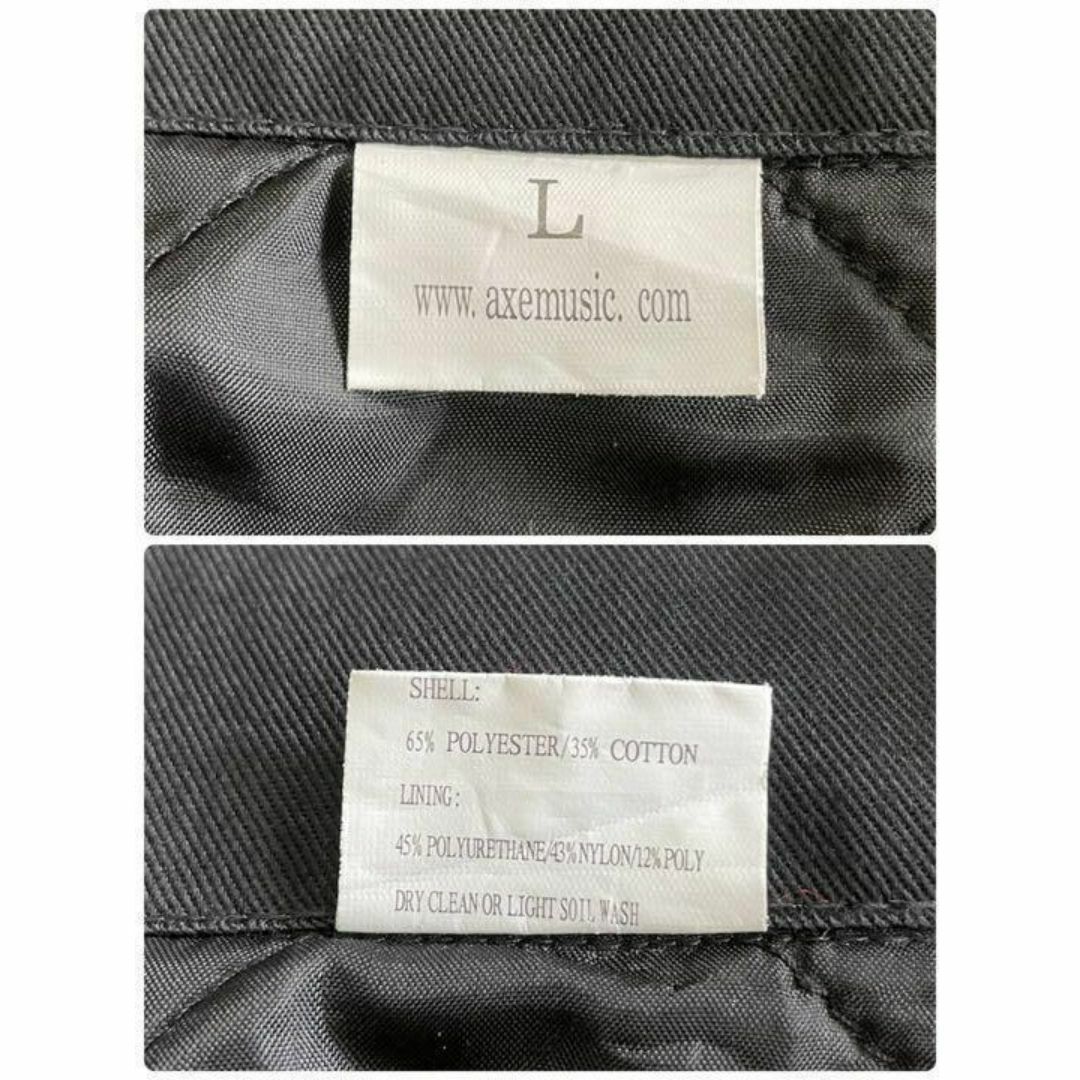 L
www. axemusic. com
SHELL:
65% POLYESTER/35% COTTON
LINING:
45% POLYURETHANE/43% NYLON/12% POLY
DRY CLEAN OR LIGHT SOIL WASH